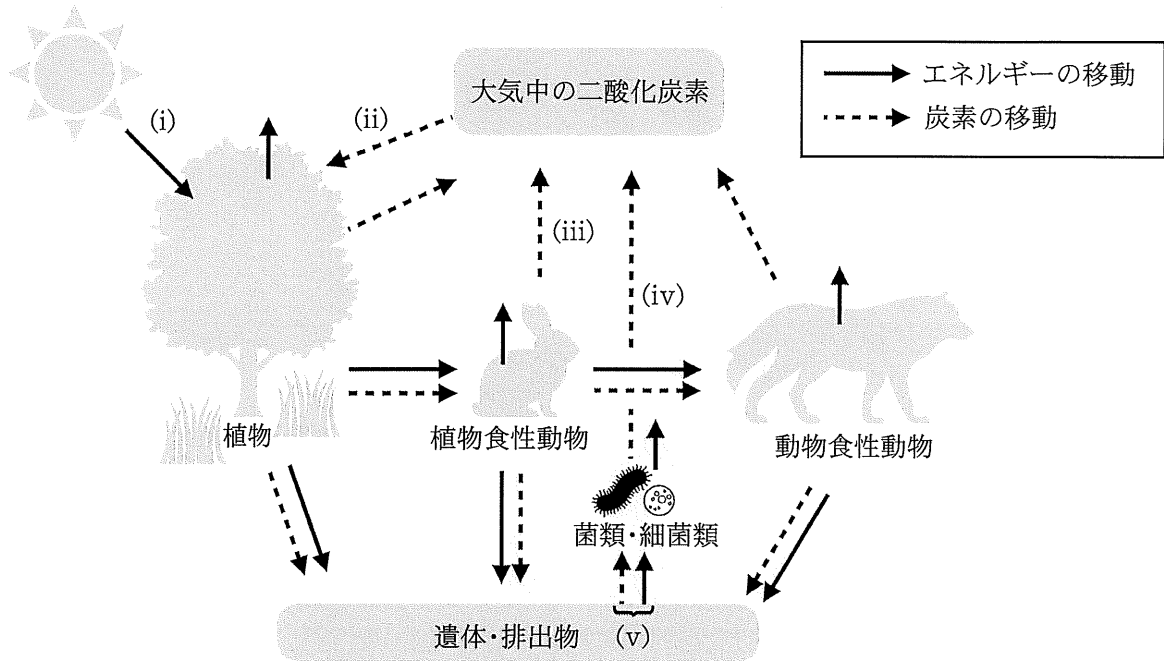 大気中の二酸化炭素
エネルギーの移動
炭素の移動
(i)
(ii)
(iii)
(iv)
植物
植物食性動物
動物食性動物
菌類・細菌類
遺体・排出物 (v)